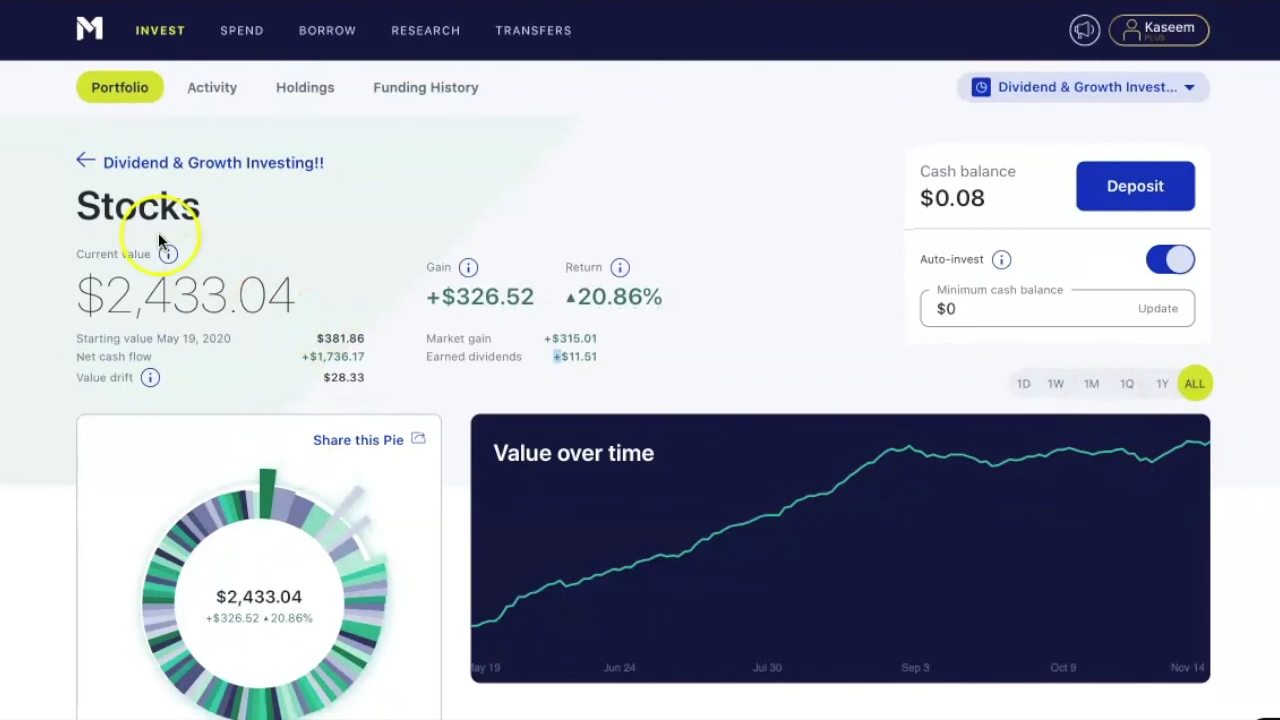 INVEST SPEND BORROW RESEARCH TRANSFERS
Kaseem
PLUS
Portfolio Activity Holdings Funding History
Dividend & Growth Invest...
Dividend & Growth Investing!!
Stocks
Current value
$2,433.04
Starting value May 19, 2020 $381.86
Net cash flow +$1,736.17
Value drift $28.33
Gain Return
+$326.52 ▲20.86%
Market gain +$315.01
Earned dividends +$11.51
Cash balance
$0.08
Deposit
Auto-invest
Minimum cash balance
$0 Update
1D 1W 1M 1Q 1Y ALL
Share this Pie
$2,433.04
+$326.52 ▲ 20.86%
Value over time
May 19 Jun 24 Jul 30 Sep 3 Oct 9 Nov 14